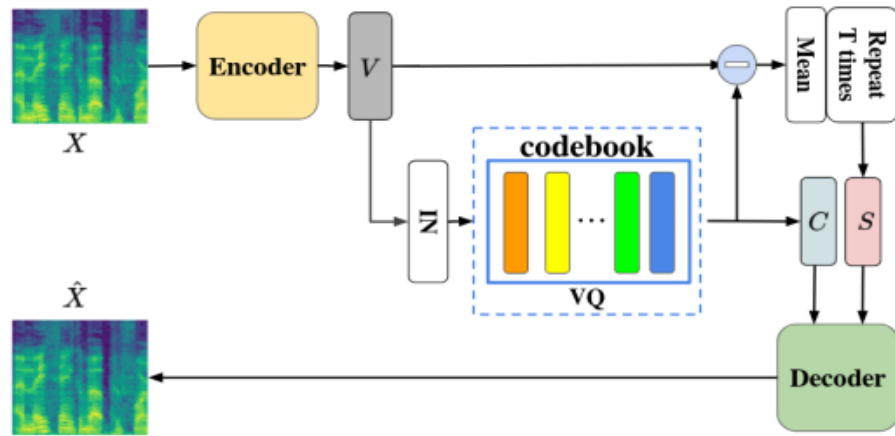 Encoder
V
Mean
Repeat
T times
X
codebook
IN
...
VQ
C
S
X̂
Decoder